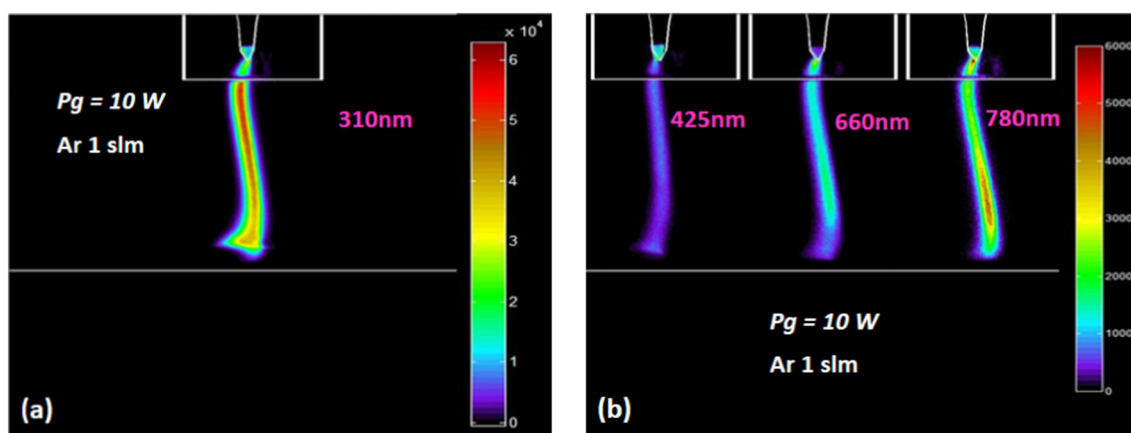 × 10⁴
6
5
4
3
2
1
0
Pg = 10 W
Ar 1 slm
310nm
(a)
425nm
660nm
780nm
6000
5000
4000
3000
2000
1000
0
Pg = 10 W
Ar 1 slm
(b)